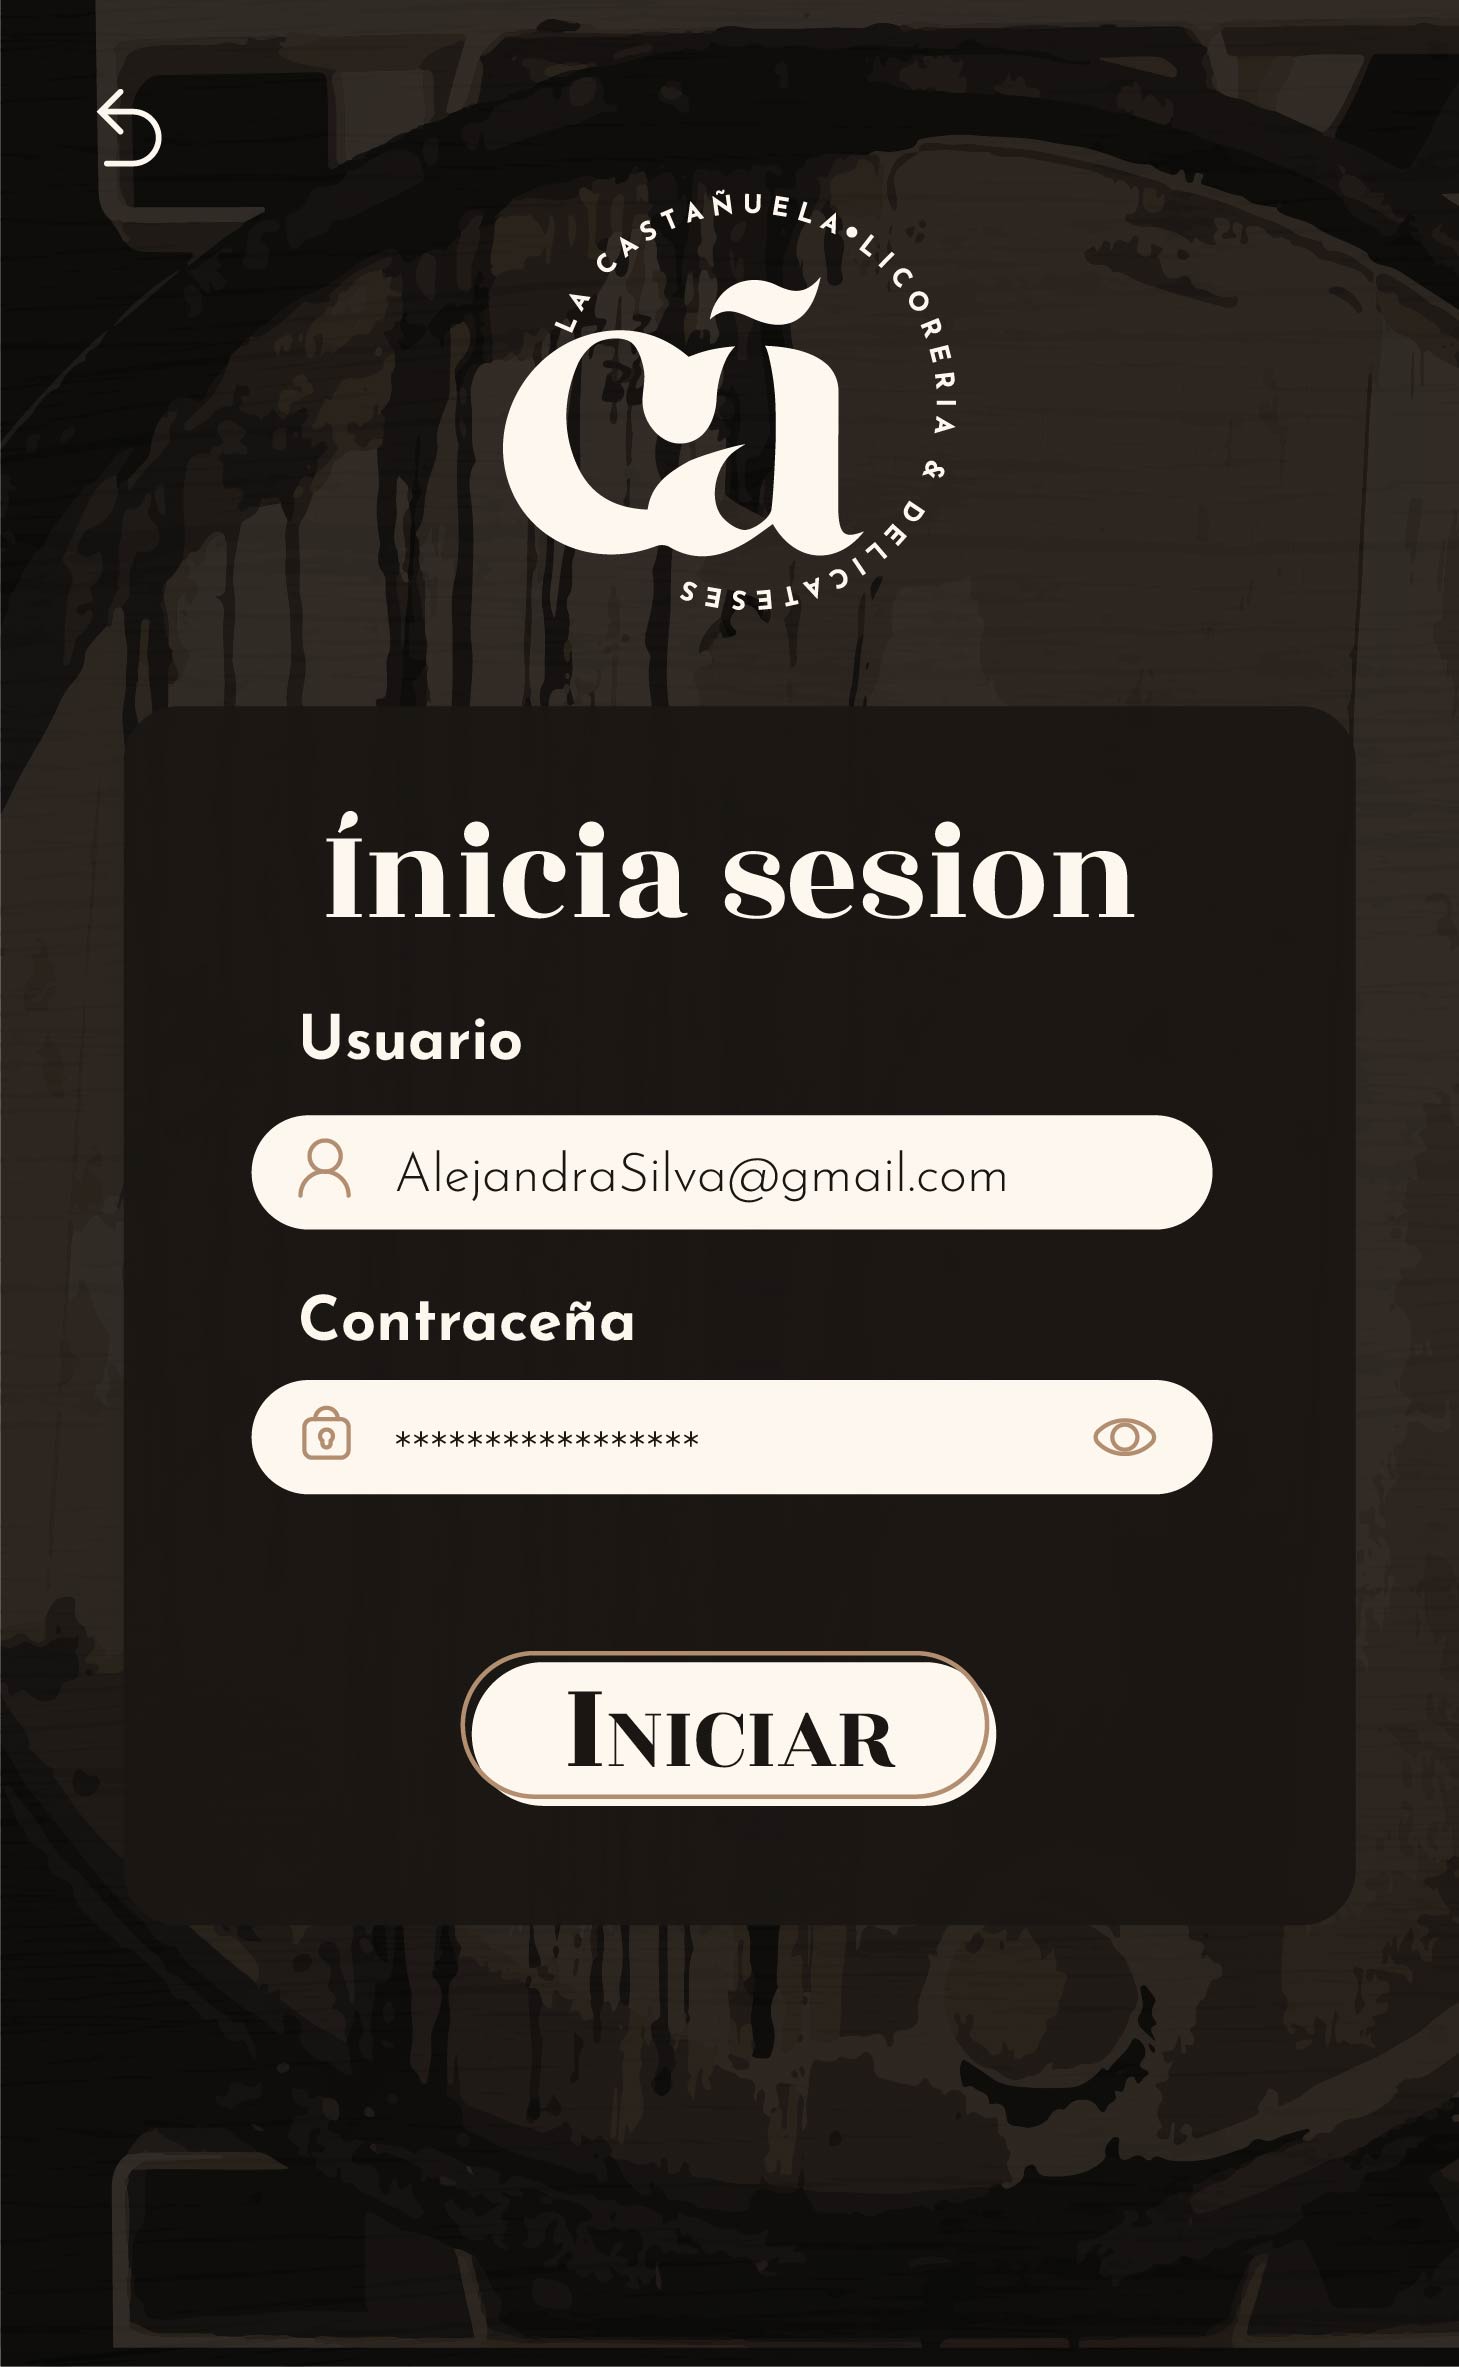 LA CASTAÑUELA•LICORERIA & DELICATESES
cã
Ínicia sesion
Usuario
AlejandraSilva@gmail.com
Contraceña
*****************
INICIAR